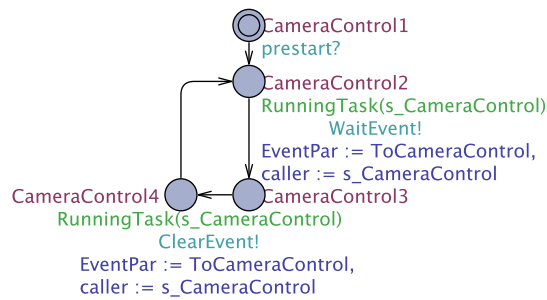 CameraControl1
prestart?
CameraControl2
RunningTask(s_CameraControl)
WaitEvent!
EventPar := ToCameraControl,
caller := s_CameraControl
CameraControl4
CameraControl3
RunningTask(s_CameraControl)
ClearEvent!
EventPar := ToCameraControl,
caller := s_CameraControl